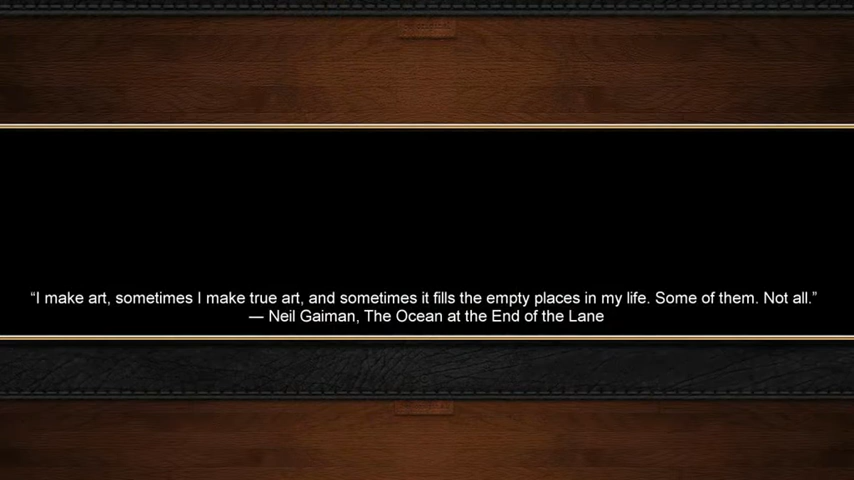 “I make art, sometimes I make true art, and sometimes it fills the empty places in my life. Some of them. Not all.”
— Neil Gaiman, The Ocean at the End of the Lane